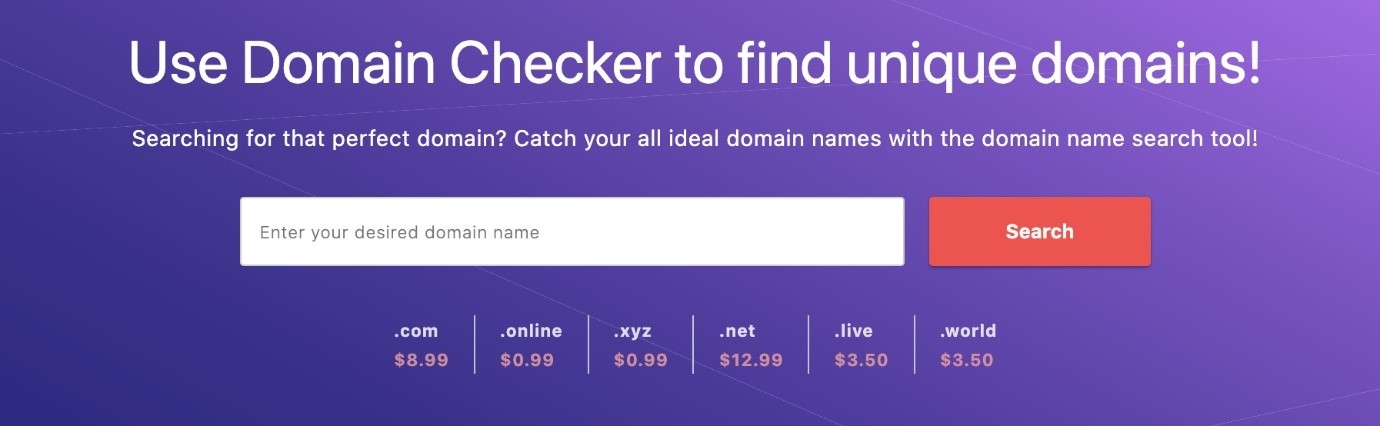 Use Domain Checker to find unique domains!
Searching for that perfect domain? Catch your all ideal domain names with the domain name search tool!
Enter your desired domain name
Search
.com .online .xyz .net .live .world
$8.99 $0.99 $0.99 $12.99 $3.50 $3.50